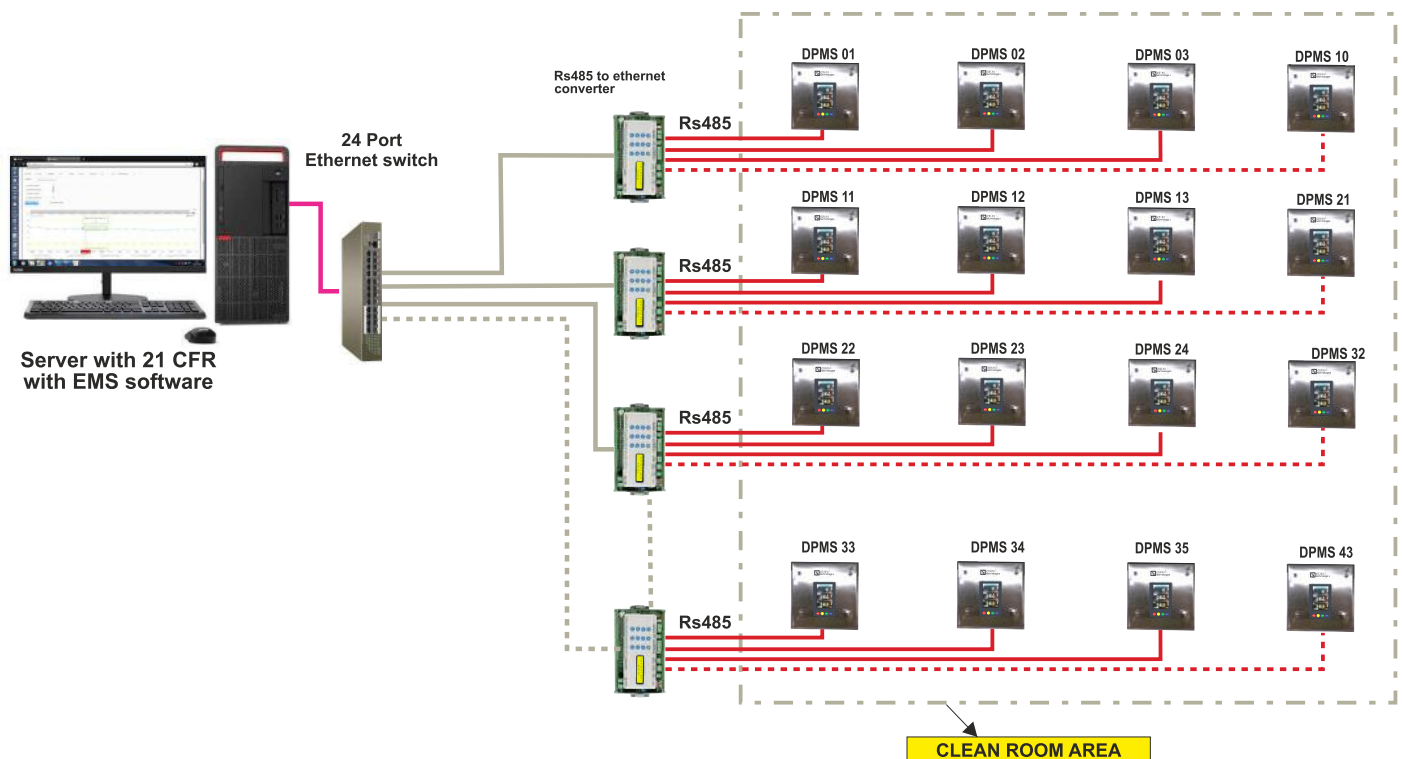 DPMS 01
DPMS 02
DPMS 03
DPMS 10
Rs485 to ethernet
converter
Rs485
24 Port
Ethernet switch
DPMS 11
DPMS 12
DPMS 13
DPMS 21
Rs485
Server with 21 CFR
with EMS software
DPMS 22
DPMS 23
DPMS 24
DPMS 32
Rs485
DPMS 33
DPMS 34
DPMS 35
DPMS 43
Rs485
CLEAN ROOM AREA